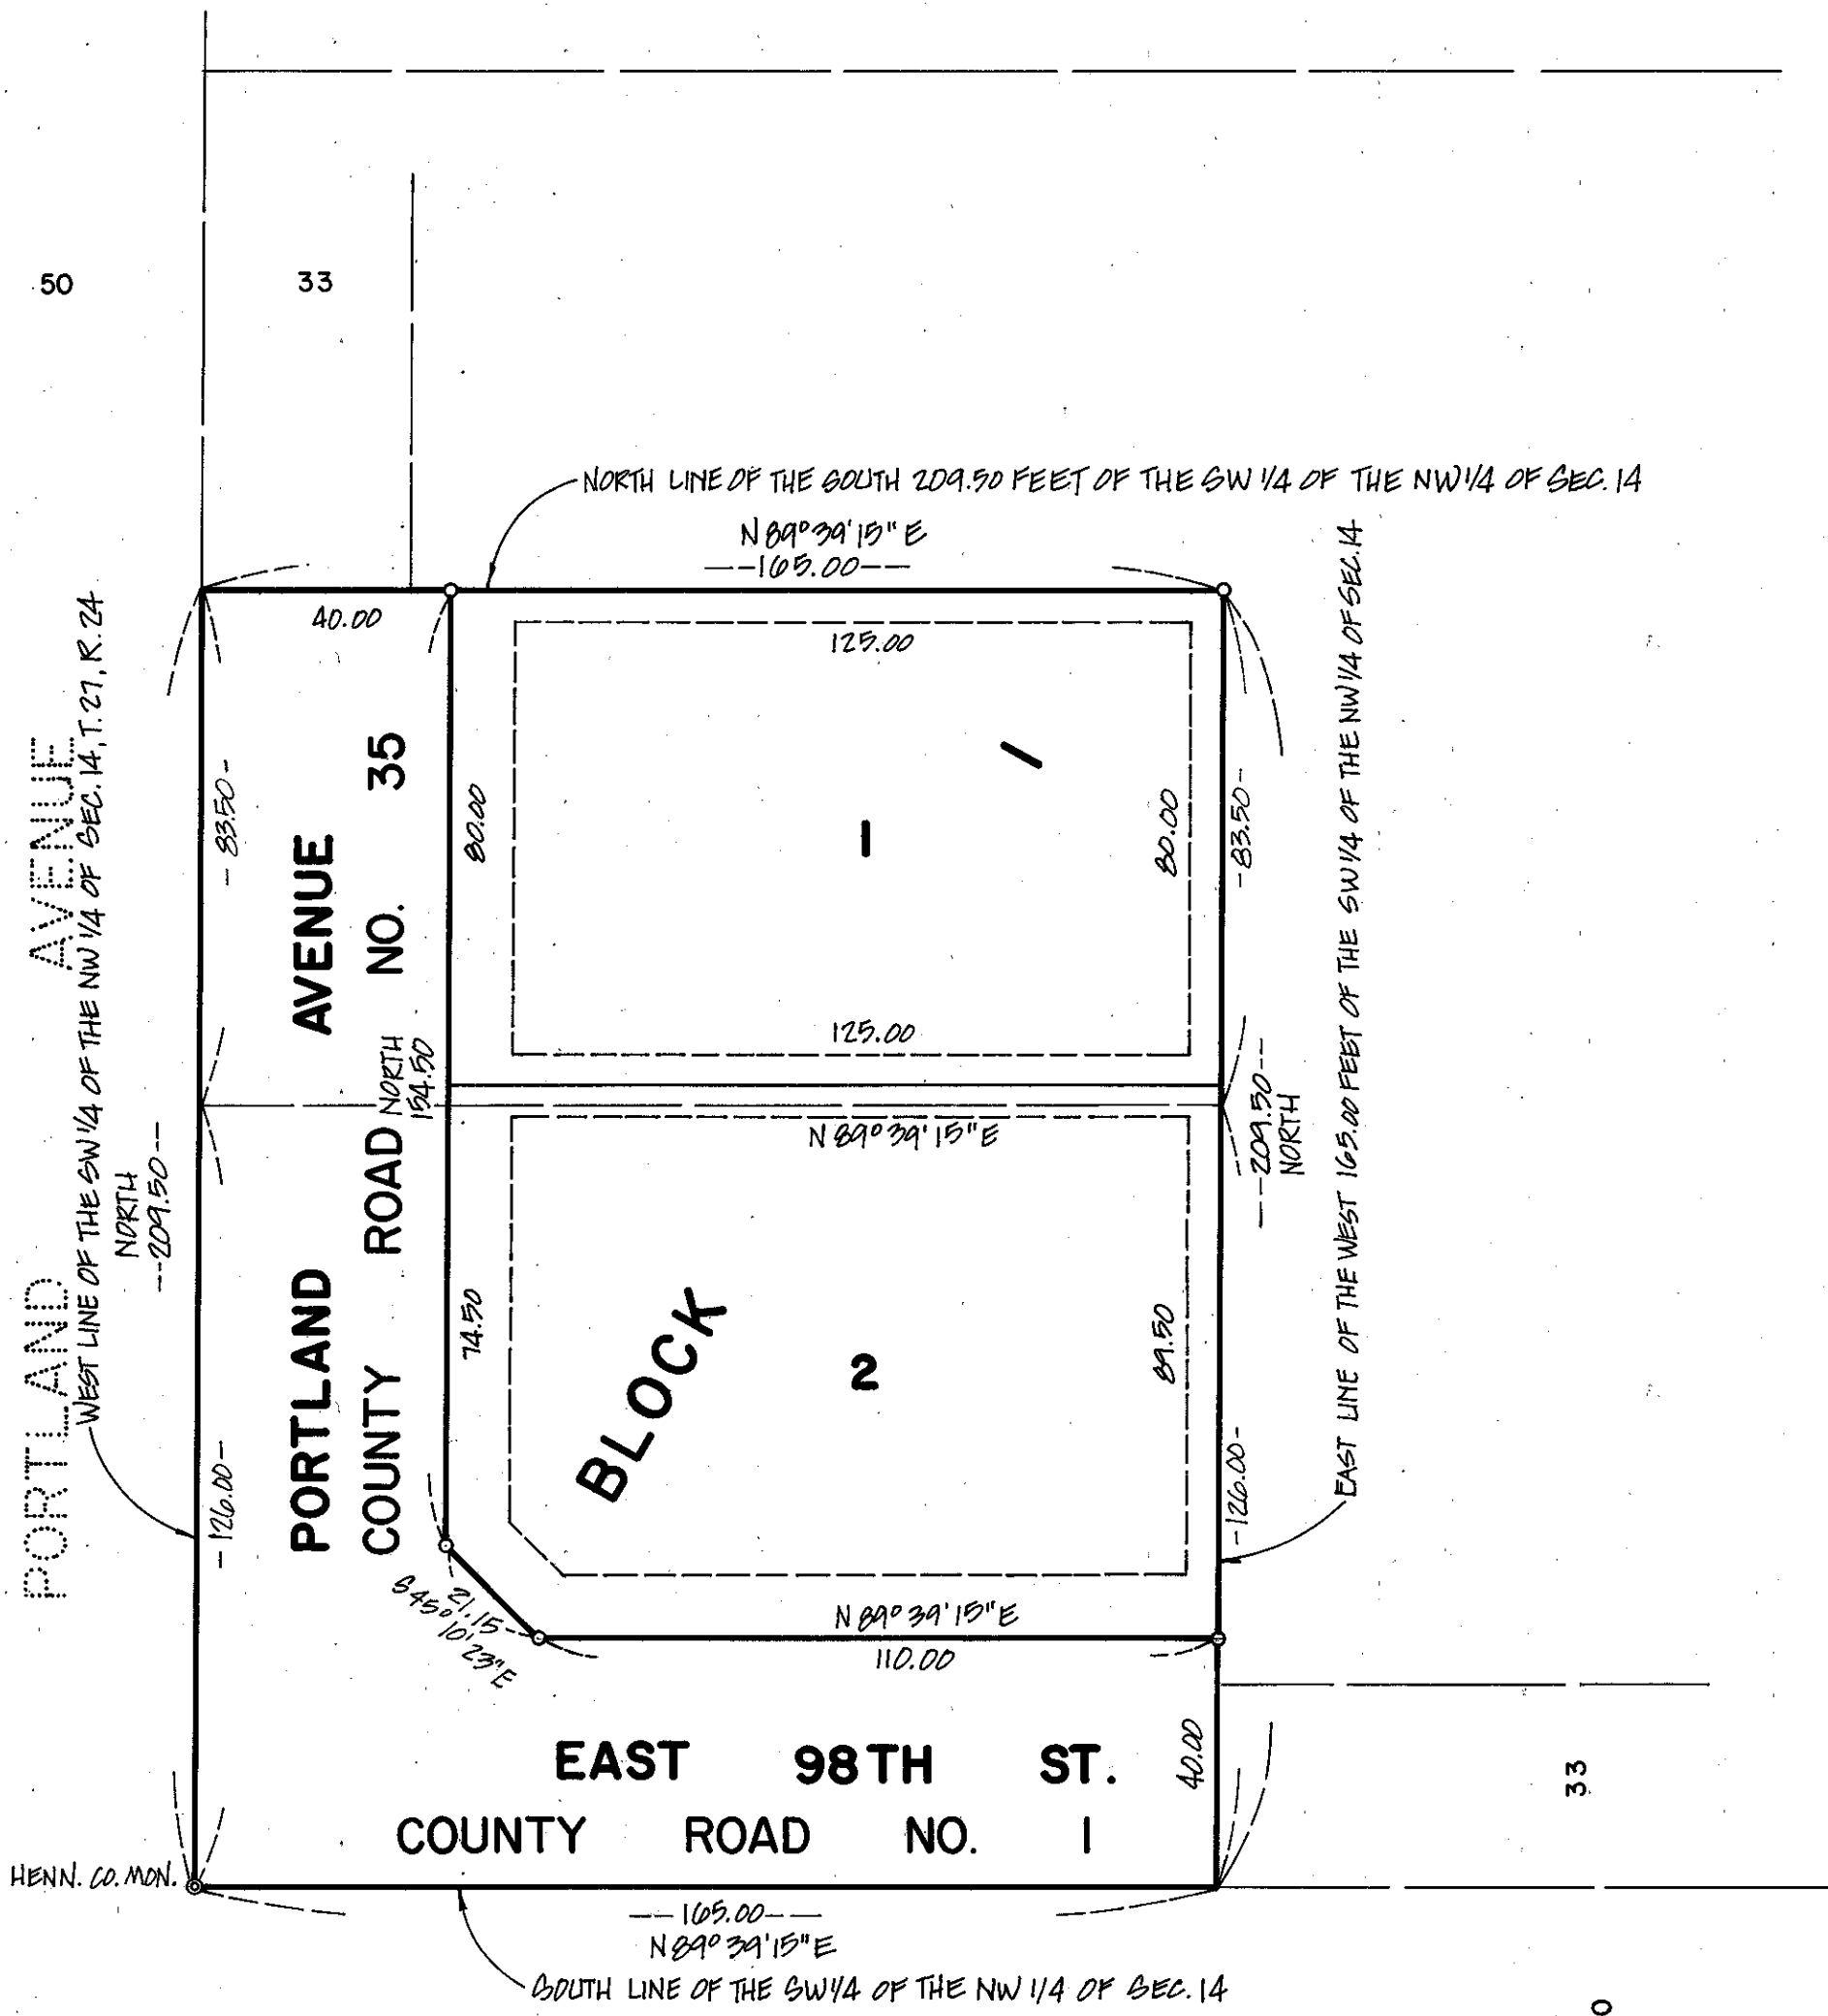 50
33
NORTH LINE OF THE SOUTH 209.50 FEET OF THE SW 1/4 OF THE NW 1/4 OF SEC. 14
N 89° 39' 15" E
--165.00--
40.00
125.00
WEST LINE OF THE SW 1/4 OF THE NW 1/4 OF SEC. 14, T. 27, R. 24
PORTLAND AVENUE
NORTH
--209.50--
-83.50-
-126.00-
PORTLAND AVENUE
COUNTY ROAD NO. 35
NORTH
154.50
80.00
1
1
80.00
-83.50-
125.00
--209.50--
NORTH
EAST LINE OF THE WEST 165.00 FEET OF THE SW 1/4 OF THE NW 1/4 OF SEC. 14
N 89° 39' 15" E
74.50
BLOCK
2
89.50
-126.00-
21.15
S 45° 10' 23" E
N 89° 39' 15" E
110.00
EAST 98TH ST.
40.00
33
COUNTY ROAD NO. 1
HENN. CO. MON.
--165.00--
N 89° 39' 15" E
SOUTH LINE OF THE SW 1/4 OF THE NW 1/4 OF SEC. 14
0